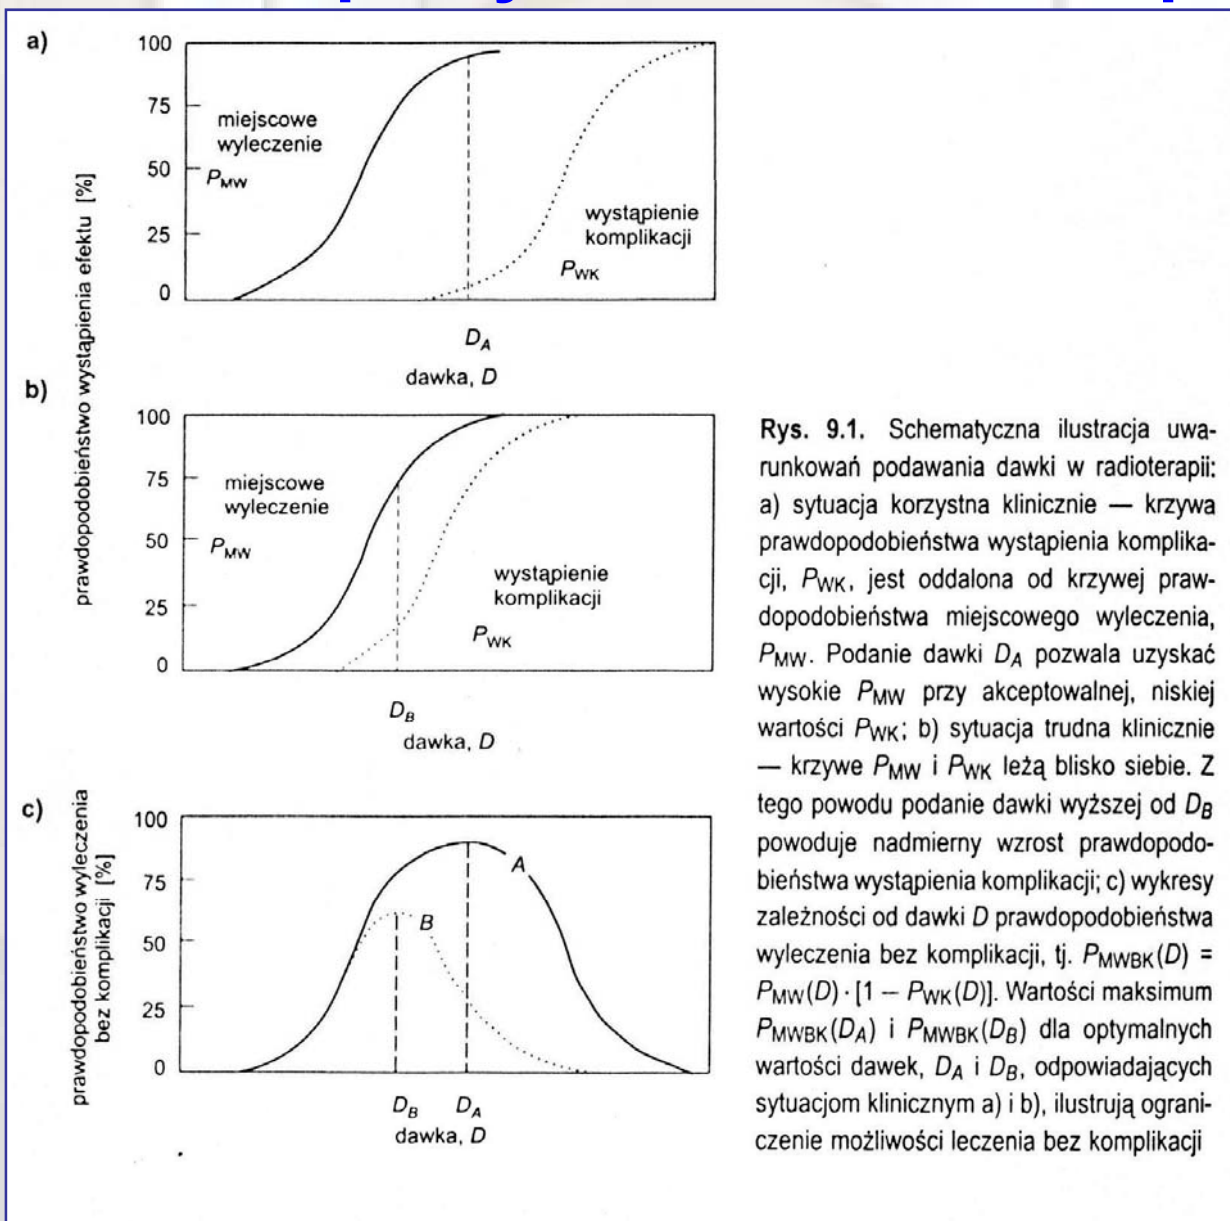 a)
prawdopodobieństwo wystąpienia efektu [%]
100
75
50
25
0
miejscowe
wyleczenie
P_MW
wystąpienie
komplikacji
P_WK
D_A
dawka, D
b)
100
75
50
25
0
miejscowe
wyleczenie
P_MW
wystąpienie
komplikacji
P_WK
D_B
dawka, D
c)
prawdopodobieństwo wyleczenia
bez komplikacji [%]
100
75
50
25
0
A
B
D_B D_A
dawka, D
Rys. 9.1. Schematyczna ilustracja uwa-
runkowań podawania dawki w radioterapii:
a) sytuacja korzystna klinicznie — krzywa
prawdopodobieństwa wystąpienia komplika-
cji, P_WK, jest oddalona od krzywej praw-
dopodobieństwa miejscowego wyleczenia,
P_MW. Podanie dawki D_A pozwala uzyskać
wysokie P_MW przy akceptowalnej, niskiej
wartości P_WK; b) sytuacja trudna klinicznie
— krzywe P_MW i P_WK leżą blisko siebie. Z
tego powodu podanie dawki wyższej od D_B
powoduje nadmierny wzrost prawdopodo-
bieństwa wystąpienia komplikacji; c) wykresy
zależności od dawki D prawdopodobieństwa
wyleczenia bez komplikacji, tj. P_MWBK(D) =
P_MW(D) · [1 − P_WK(D)]. Wartości maksimum
P_MWBK(D_A) i P_MWBK(D_B) dla optymalnych
wartości dawek, D_A i D_B, odpowiadających
sytuacjom klinicznym a) i b), ilustrują ograni-
czenie możliwości leczenia bez komplikacji